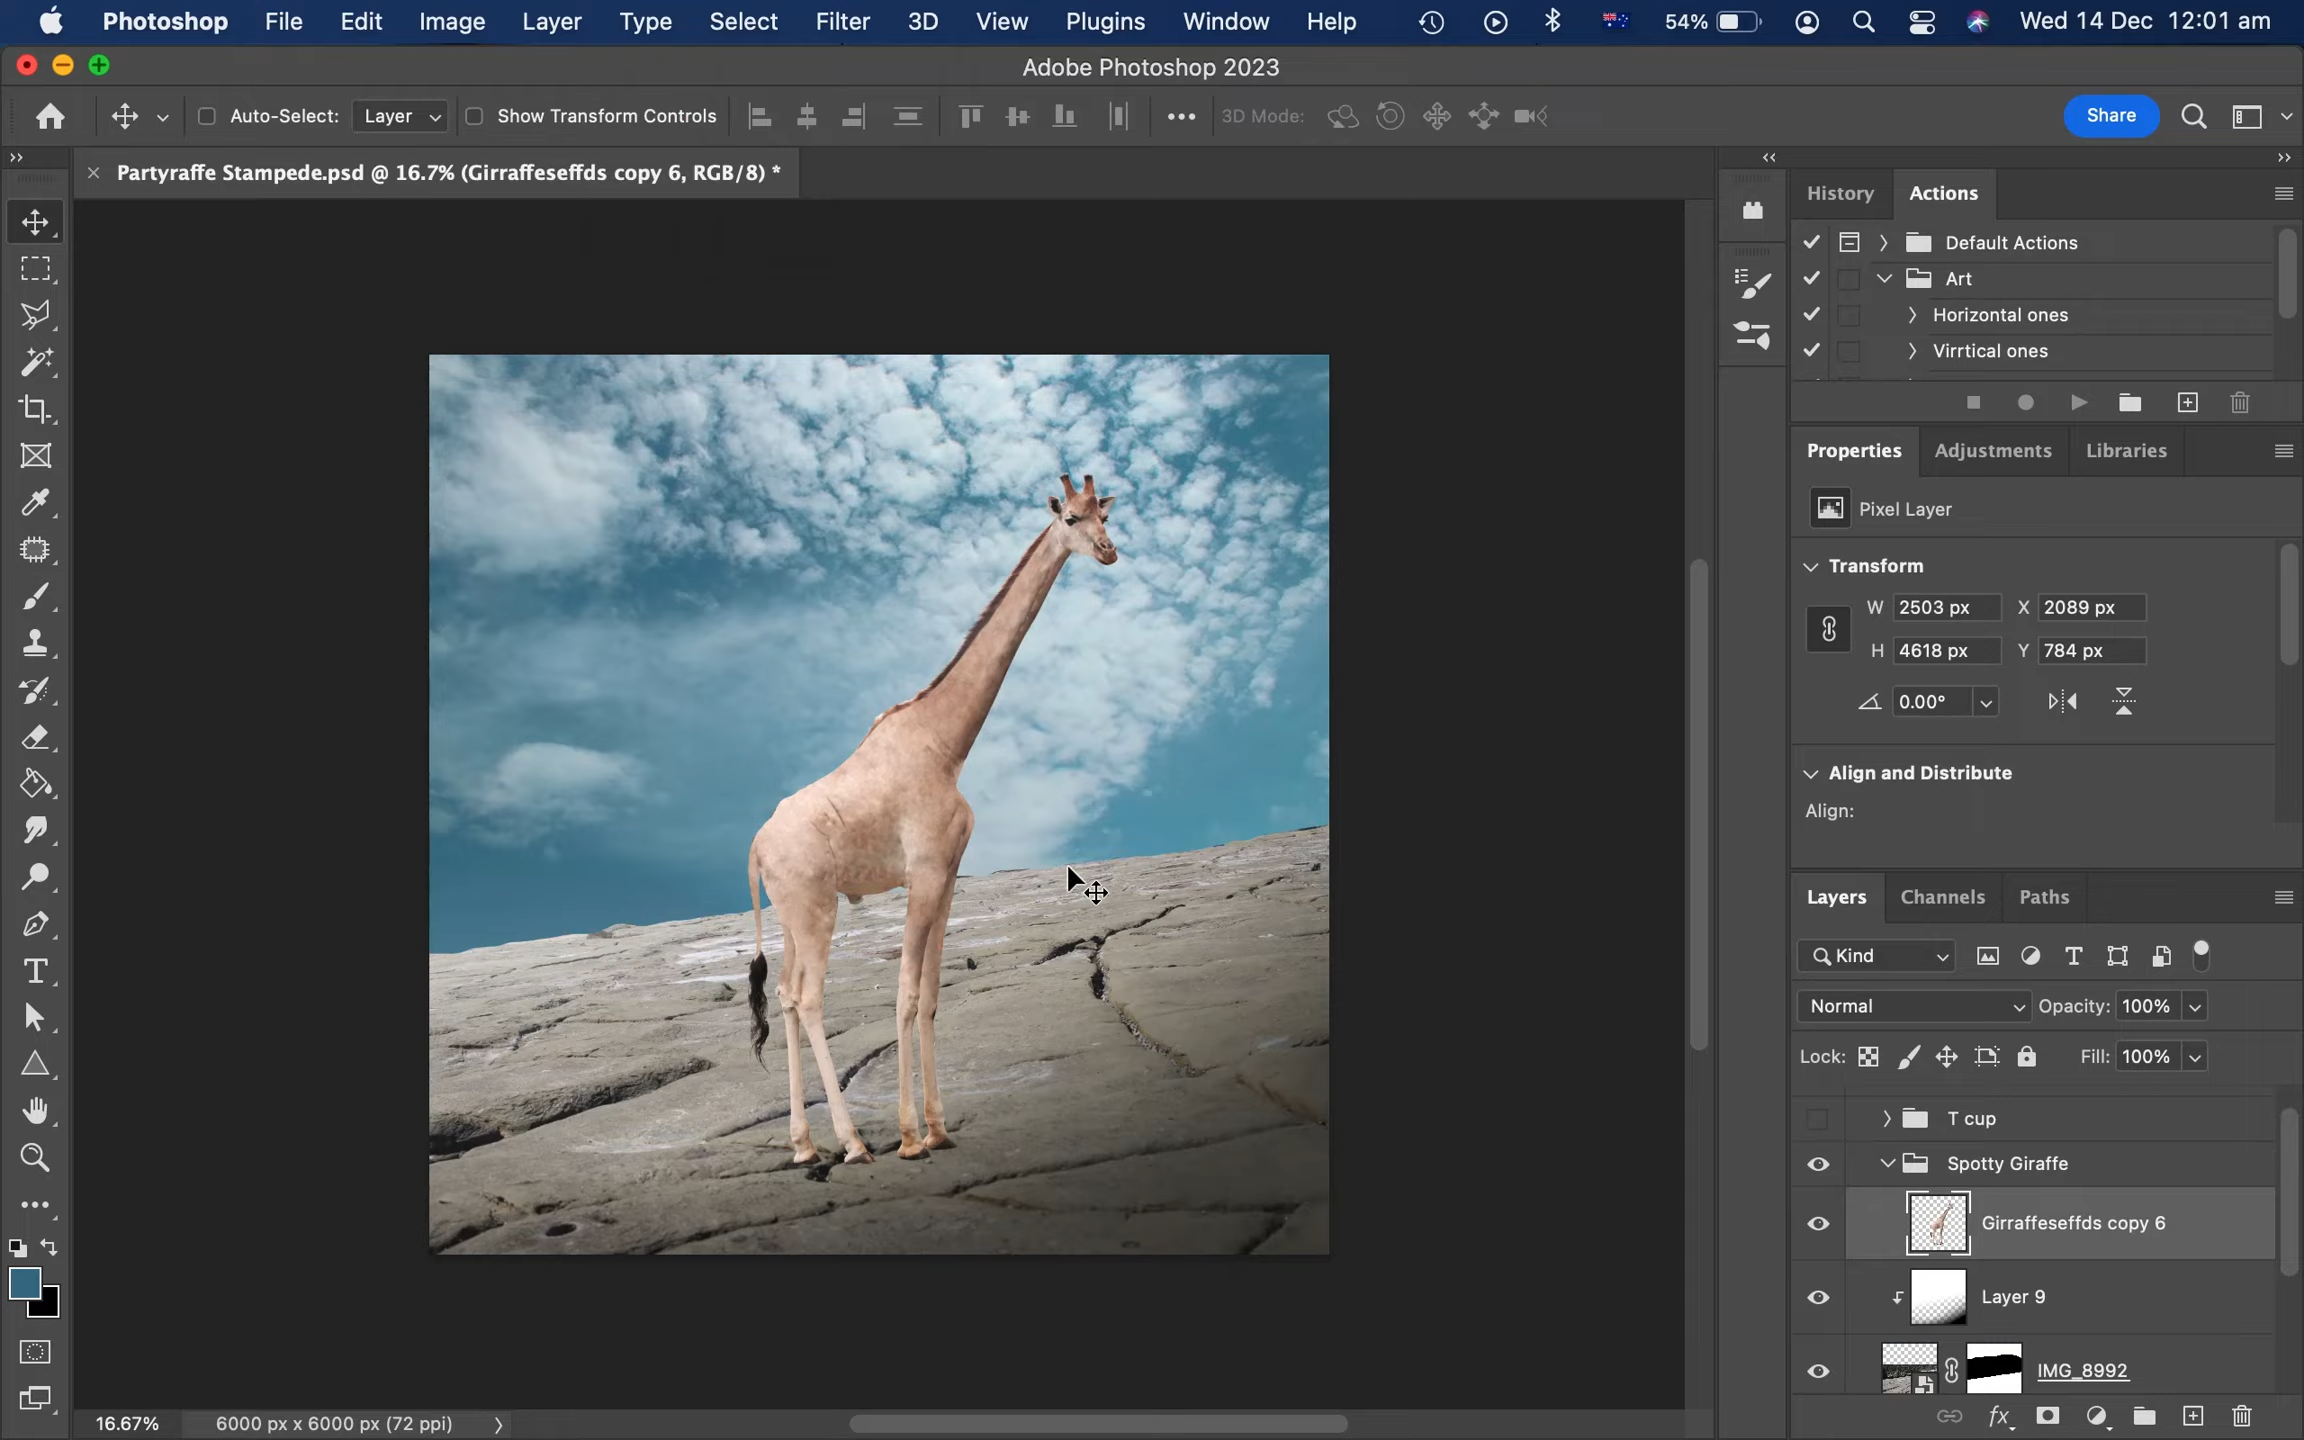 Photoshop File Edit Image Layer Type Select Filter 3D View Plugins Window Help 54% Wed 14 Dec 12:01 am
Adobe Photoshop 2023
Auto-Select: Layer Show Transform Controls 3D Mode: Share
Partyraffe Stampede.psd @ 16.7% (Girraffeseffds copy 6, RGB/8) *
History Actions
Default Actions
Art
Horizontal ones
Virrtical ones
Properties Adjustments Libraries
Pixel Layer
Transform
W 2503 px X 2089 px
H 4618 px Y 784 px
0.00°
Align and Distribute
Align:
Layers Channels Paths
Kind
Normal Opacity: 100%
Lock: Fill: 100%
T cup
Spotty Giraffe
Girraffeseffds copy 6
Layer 9
IMG_8992
16.67% 6000 px x 6000 px (72 ppi)